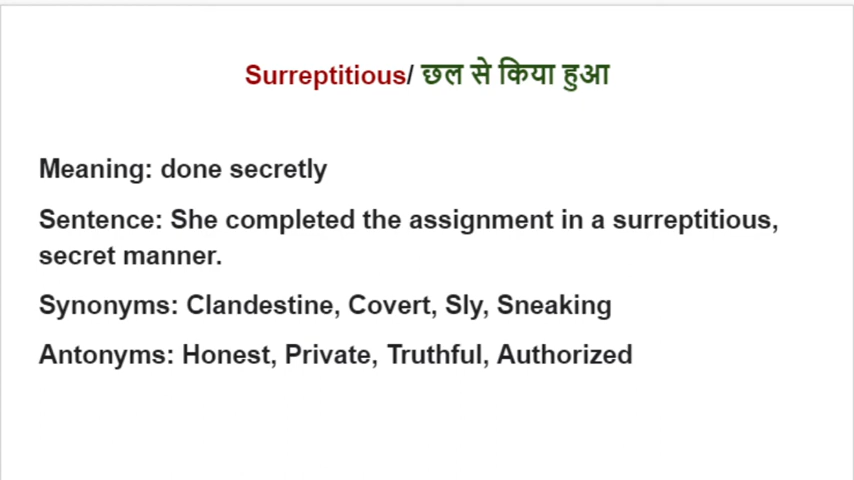 Surreptitious/ छल से किया हुआ
Meaning: done secretly
Sentence: She completed the assignment in a surreptitious,
secret manner.
Synonyms: Clandestine, Covert, Sly, Sneaking
Antonyms: Honest, Private, Truthful, Authorized